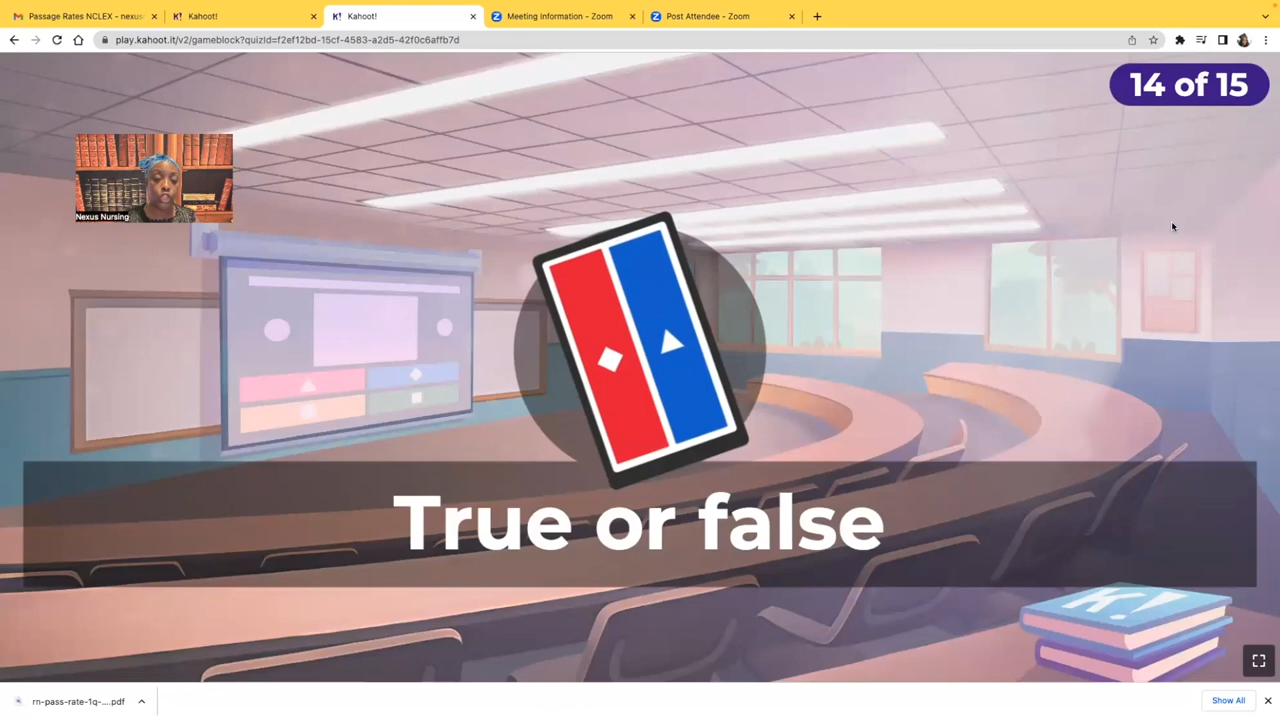 Passage Rates NCLEX - nexus
Kahoot!
Kahoot!
Meeting Information - Zoom
Post Attendee - Zoom
play.kahoot.it/v2/gameblock?quizId=f2ef12bd-15cf-4583-a2d5-42f0c6affb7d
14 of 15
Nexus Nursing
True or false
K!
rn-pass-rate-1q-....pdf
Show All